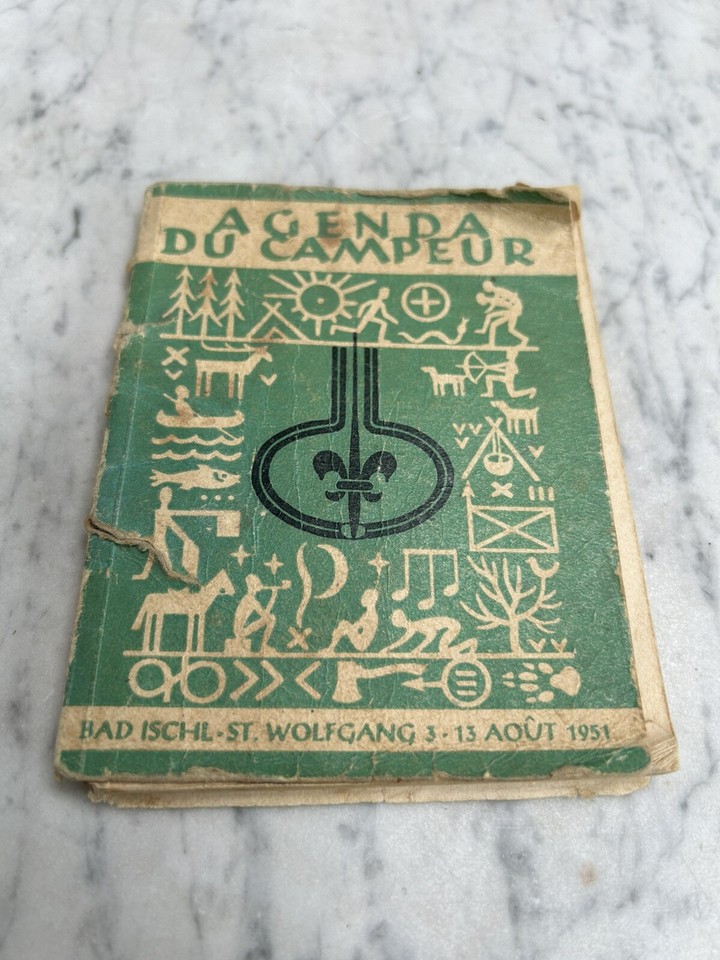 AGENDA
DU CAMPEUR
BAD ISCHL · ST. WOLFGANG 3 - 13 AOÛT 1951